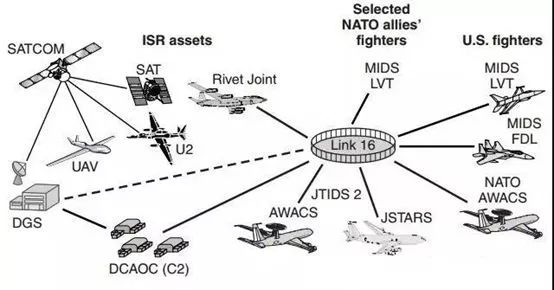 SATCOM
ISR assets
Selected
NATO allies'
fighters
U.S. fighters
SAT
Rivet Joint
MIDS
LVT
MIDS
LVT
UAV
U2
Link 16
MIDS
FDL
DGS
JTIDS 2
AWACS
JSTARS
NATO
AWACS
DCAOC (C2)